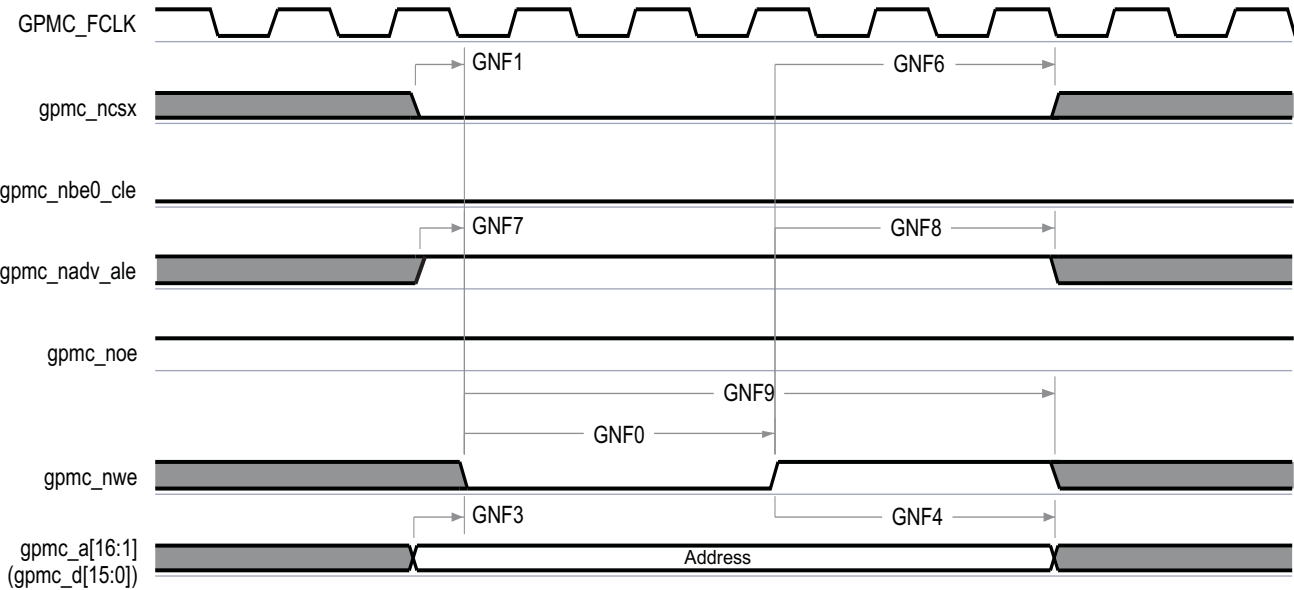 GPMC_FCLK
GNF1
GNF6
gpmc_ncsx
gpmc_nbe0_cle
GNF7
GNF8
gpmc_nadv_ale
gpmc_noe
GNF9
GNF0
gpmc_nwe
GNF3
GNF4
gpmc_a[16:1]
(gpmc_d[15:0])
Address